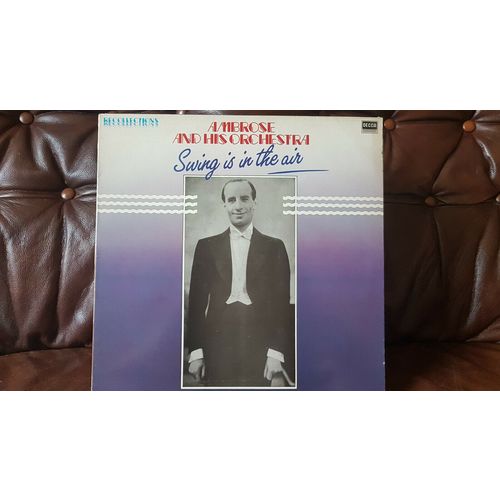 RECOLLECTIONS
AMBROSE
AND HIS ORCHESTRA
DECCA
Swing is in the air